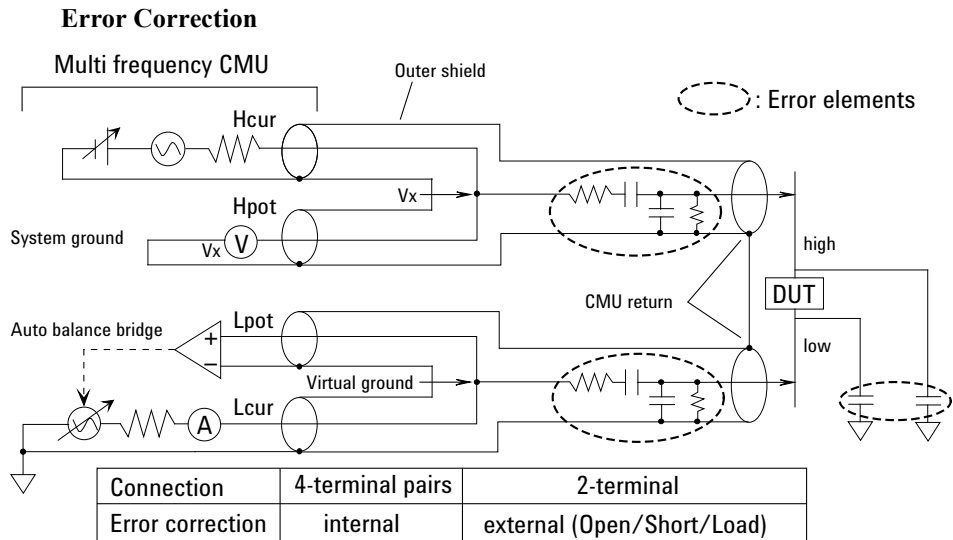 Error Correction
Multi frequency CMU
Outer shield
: Error elements
Hcur
Vx
Hpot
System ground
Vx
V
high
CMU return
DUT
Auto balance bridge
Lpot
+
−
low
Virtual ground
Lcur
A
Connection 4-terminal pairs 2-terminal
Error correction internal external (Open/Short/Load)